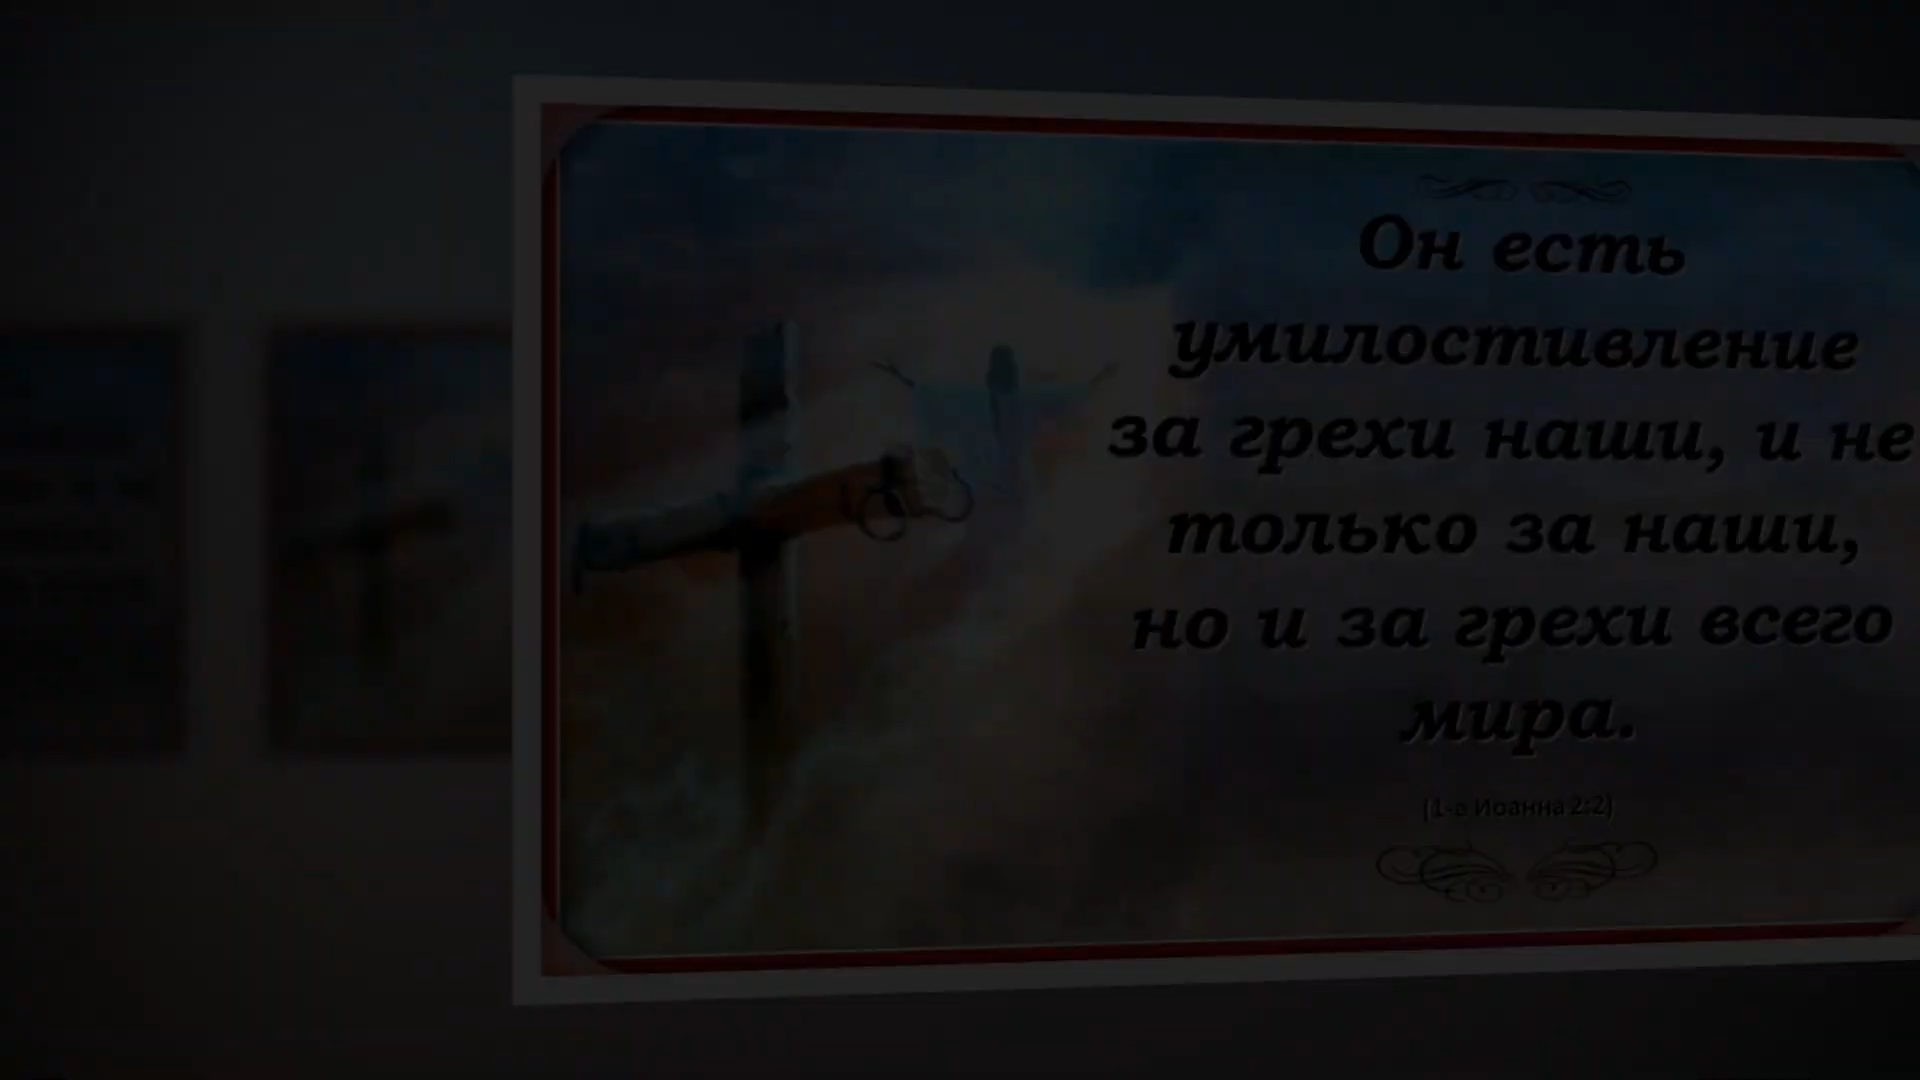 Он есть
умилостивление
за грехи наши, и не
только за наши,
но и за грехи всего
мира.
(1-е Иоанна 2:2)